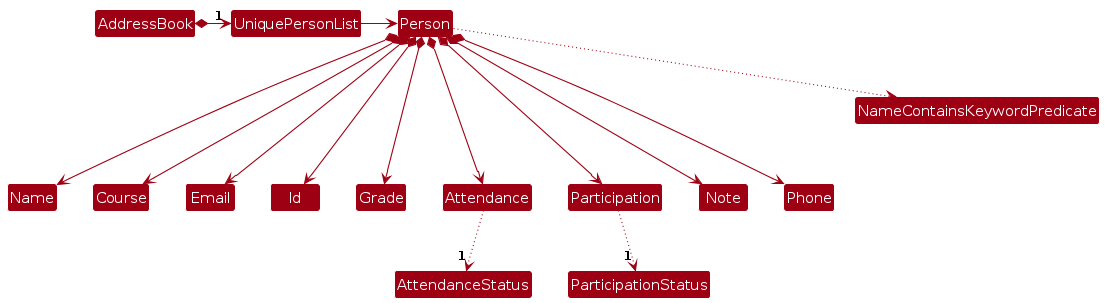 AddressBook
1
UniquePersonList
Person
NameContainsKeywordPredicate
Name
Course
Email
Id
Grade
Attendance
Participation
Note
Phone
1
1
AttendanceStatus
ParticipationStatus